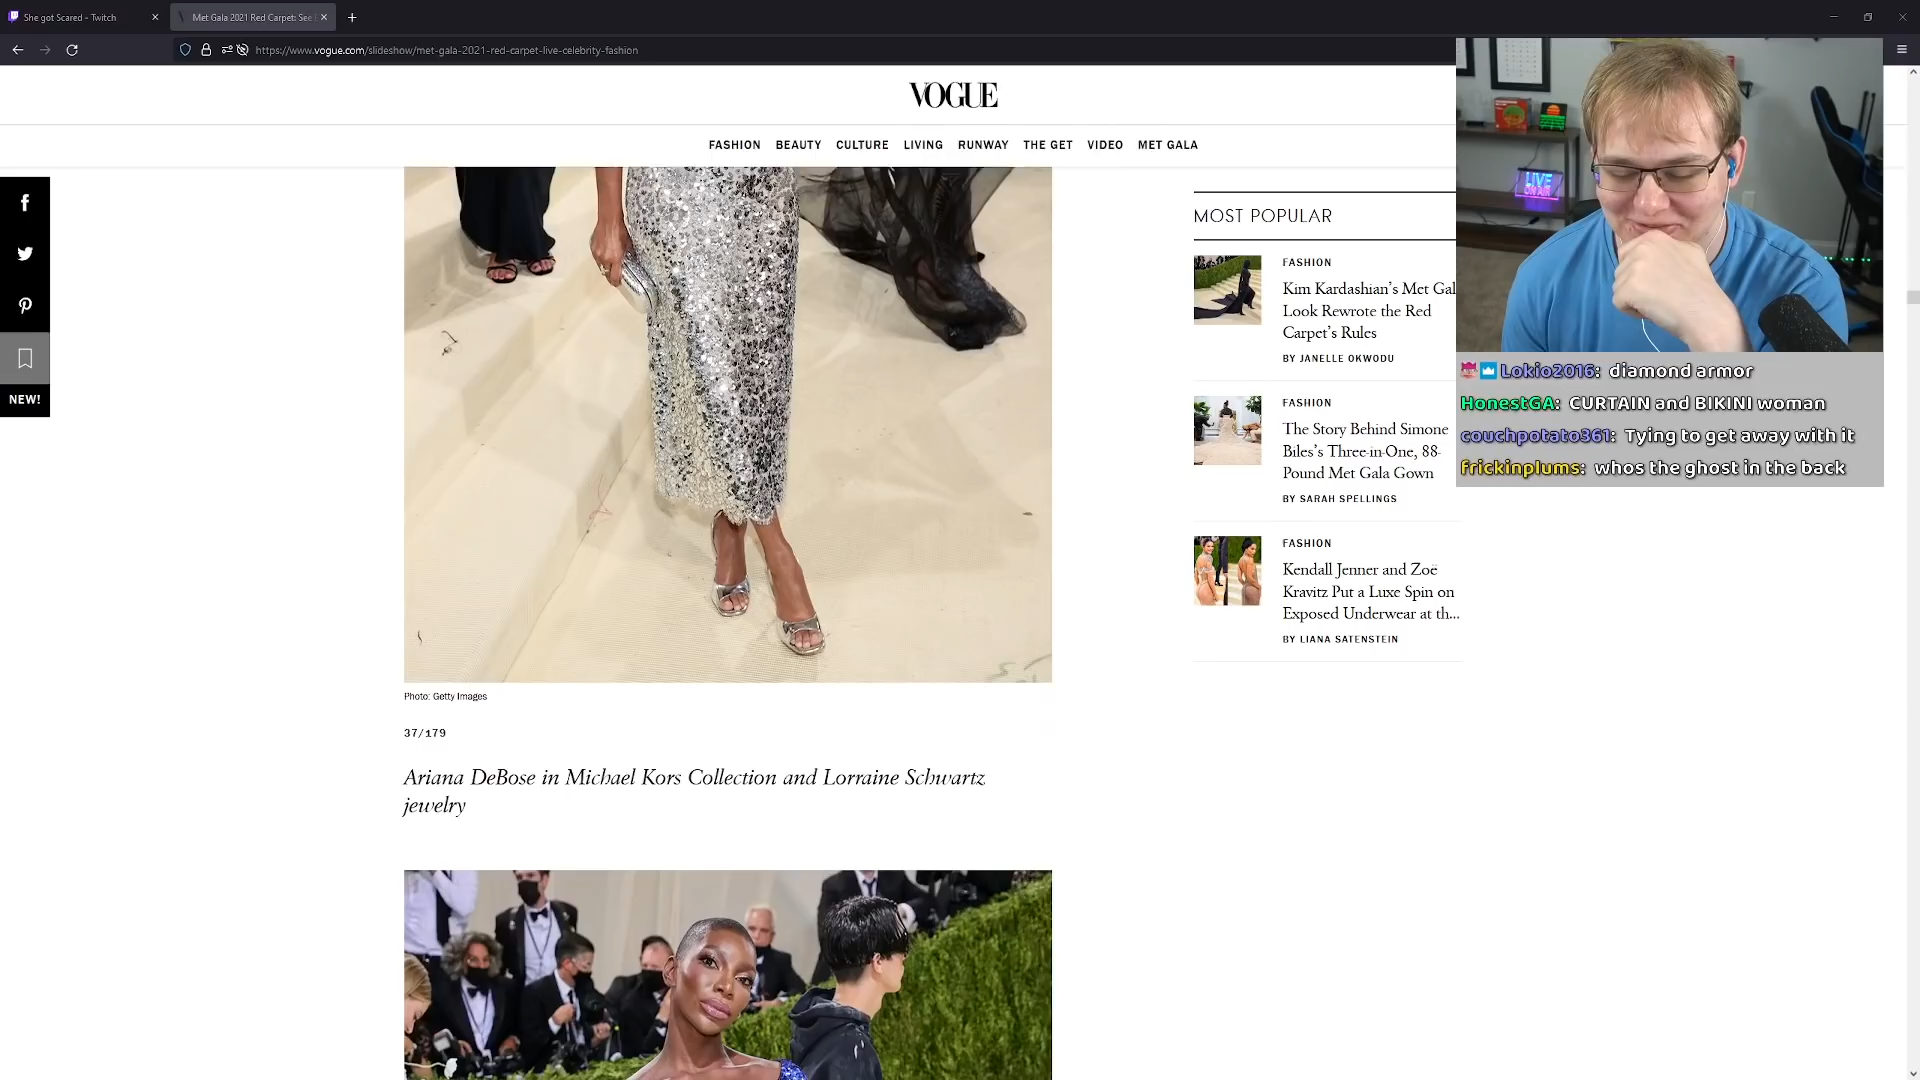 She got Scared - Twitch
Met Gala 2021 Red Carpet: See
https://www.vogue.com/slideshow/met-gala-2021-red-carpet-live-celebrity-fashion
VOGUE
FASHION BEAUTY CULTURE LIVING RUNWAY THE GET VIDEO MET GALA
NEW!
Photo: Getty Images
37/179
Ariana DeBose in Michael Kors Collection and Lorraine Schwartz
jewelry
MOST POPULAR
FASHION
Kim Kardashian's Met Gal
Look Rewrote the Red
Carpet's Rules
BY JANELLE OKWODU
FASHION
The Story Behind Simone
Biles's Three-in-One, 88-
Pound Met Gala Gown
BY SARAH SPELLINGS
FASHION
Kendall Jenner and Zoë
Kravitz Put a Luxe Spin on
Exposed Underwear at th...
BY LIANA SATENSTEIN
LIVE
ON AIR
Lokio2016: diamond armor
HonestGA: CURTAIN and BIKINI woman
couchpotato361: Tying to get away with it
frickinplums: whos the ghost in the back